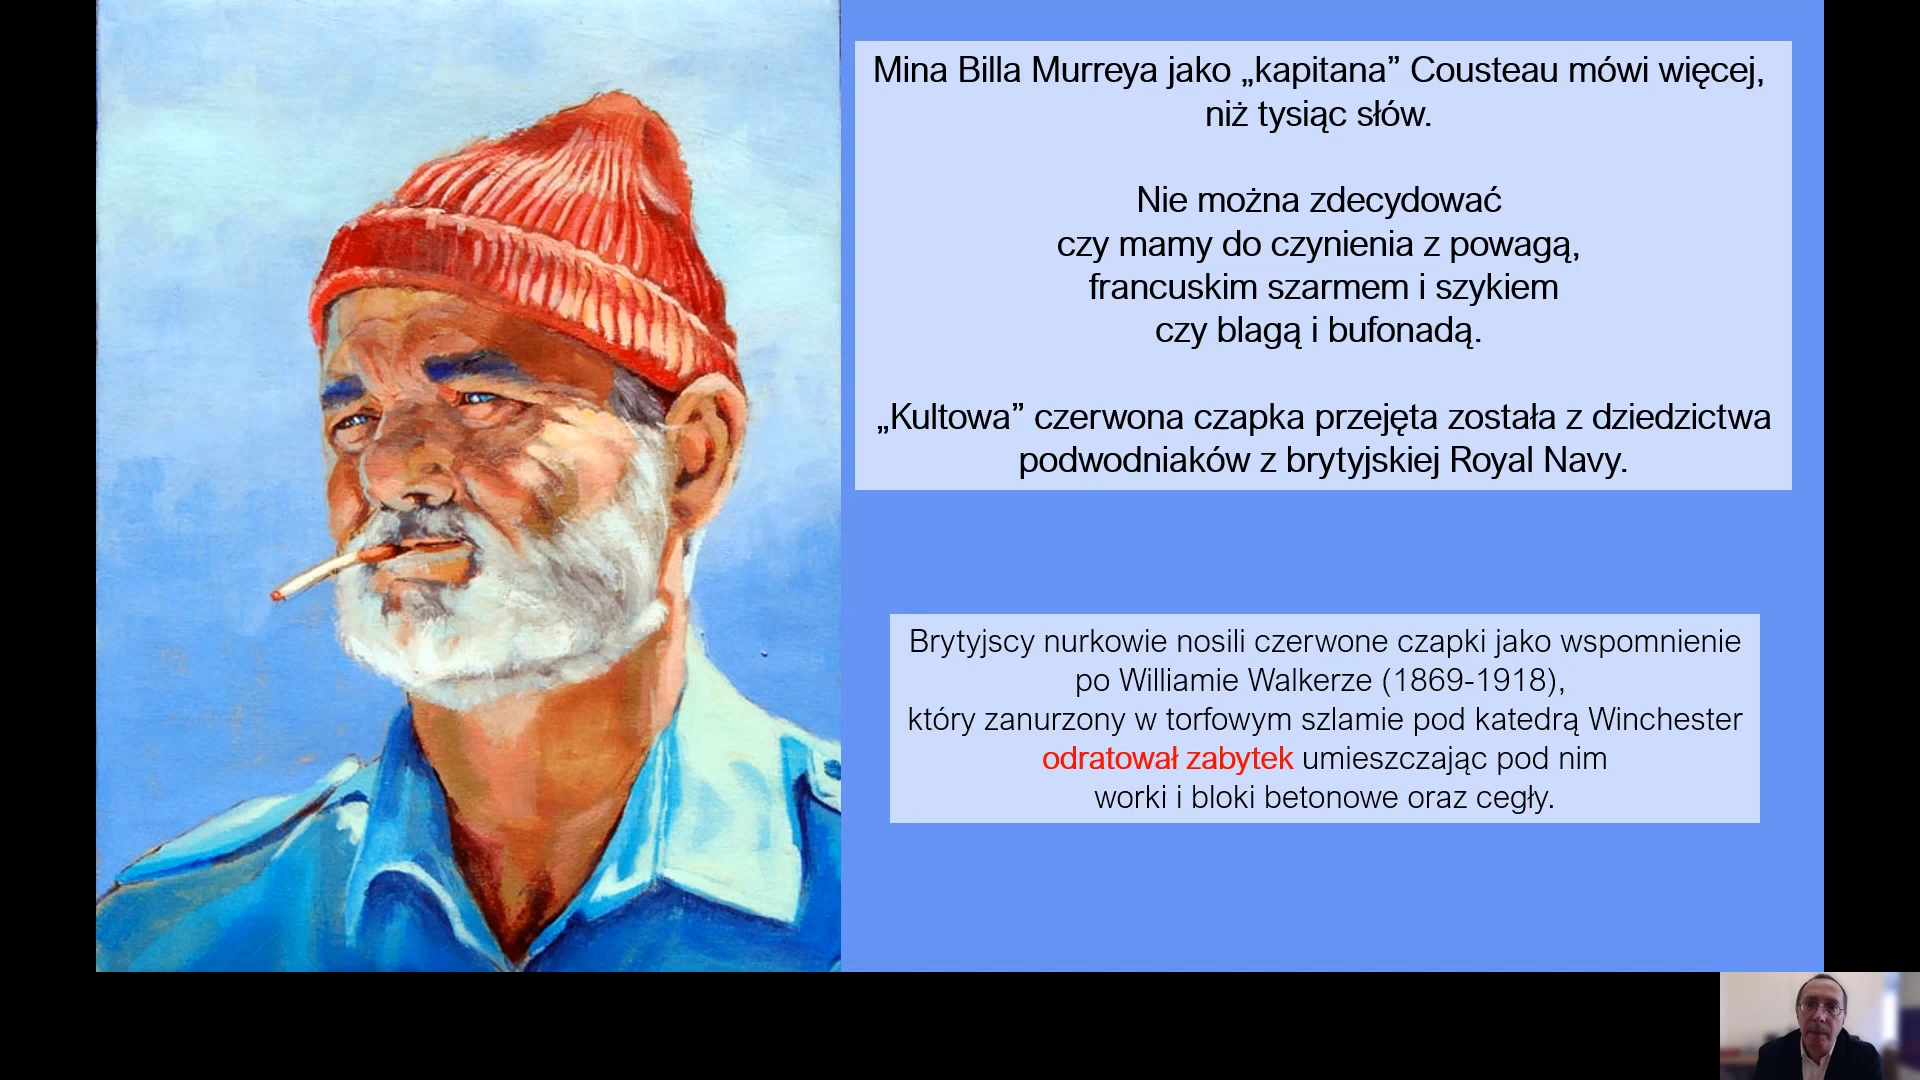 Mina Billa Murreya jako „kapitana” Cousteau mówi więcej,
niż tysiąc słów.
Nie można zdecydować
czy mamy do czynienia z powagą,
francuskim szarmem i szykiem
czy blagą i bufonadą.
„Kultowa” czerwona czapka przejęta została z dziedzictwa
podwodniaków z brytyjskiej Royal Navy.
Brytyjscy nurkowie nosili czerwone czapki jako wspomnienie
po Williamie Walkerze (1869-1918),
który zanurzony w torfowym szlamie pod katedrą Winchester
odratował zabytek umieszczając pod nim
worki i bloki betonowe oraz cegły.